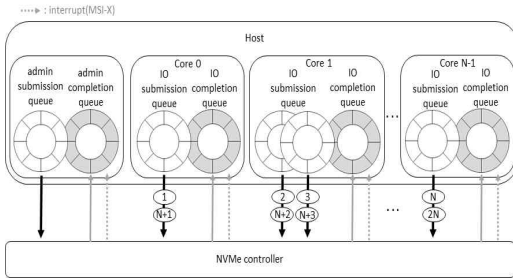 : interrupt(MSI-X)
Host
admin
submission
queue
admin
completion
queue
Core 0
IO
submission
queue
IO
completion
queue
Core 1
IO
submission
queue
IO
completion
queue
...
Core N-1
IO
submission
queue
IO
completion
queue
1
N+1
2
N+2
3
N+3
...
N
2N
NVMe controller